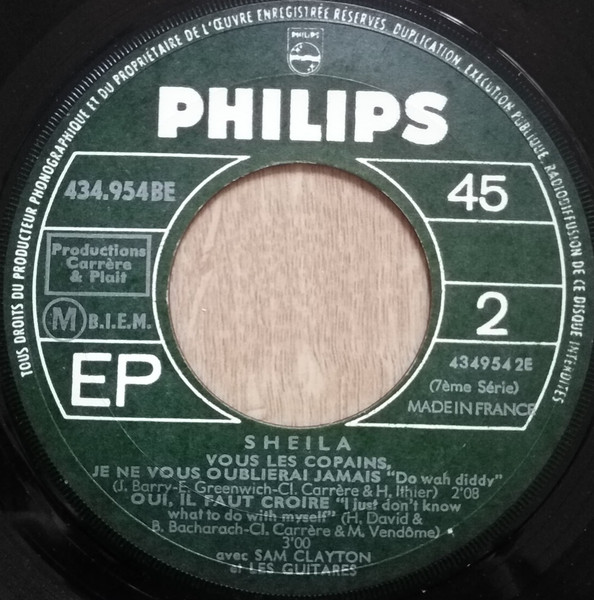 TOUS DROITS DU PRODUCTEUR PHONOGRAPHIQUE ET DU PROPRIÉTAIRE DE L'ŒUVRE ENREGISTRÉE RÉSERVÉS. DUPLICATION, EXÉCUTION PUBLIQUE, RADIODIFFUSION DE CE DISQUE INTERDITES
PHILIPS
PHILIPS
434.954 BE
45
Productions
Carrère
& Plait
M B.I.E.M.
2
EP
434954 2E
(7ème Série)
MADE IN FRANCE
SHEILA
VOUS LES COPAINS,
JE NE VOUS OUBLIERAI JAMAIS "Do wah diddy"
(J. Barry-E. Greenwich-Cl. Carrère & H. Ithier) 2'08
OUI, IL FAUT CROIRE "I just don't know
what to do with myself" (H. David &
B. Bacharach-Cl. Carrère & M. Vendôme)
3'00
avec SAM CLAYTON
et LES GUITARES